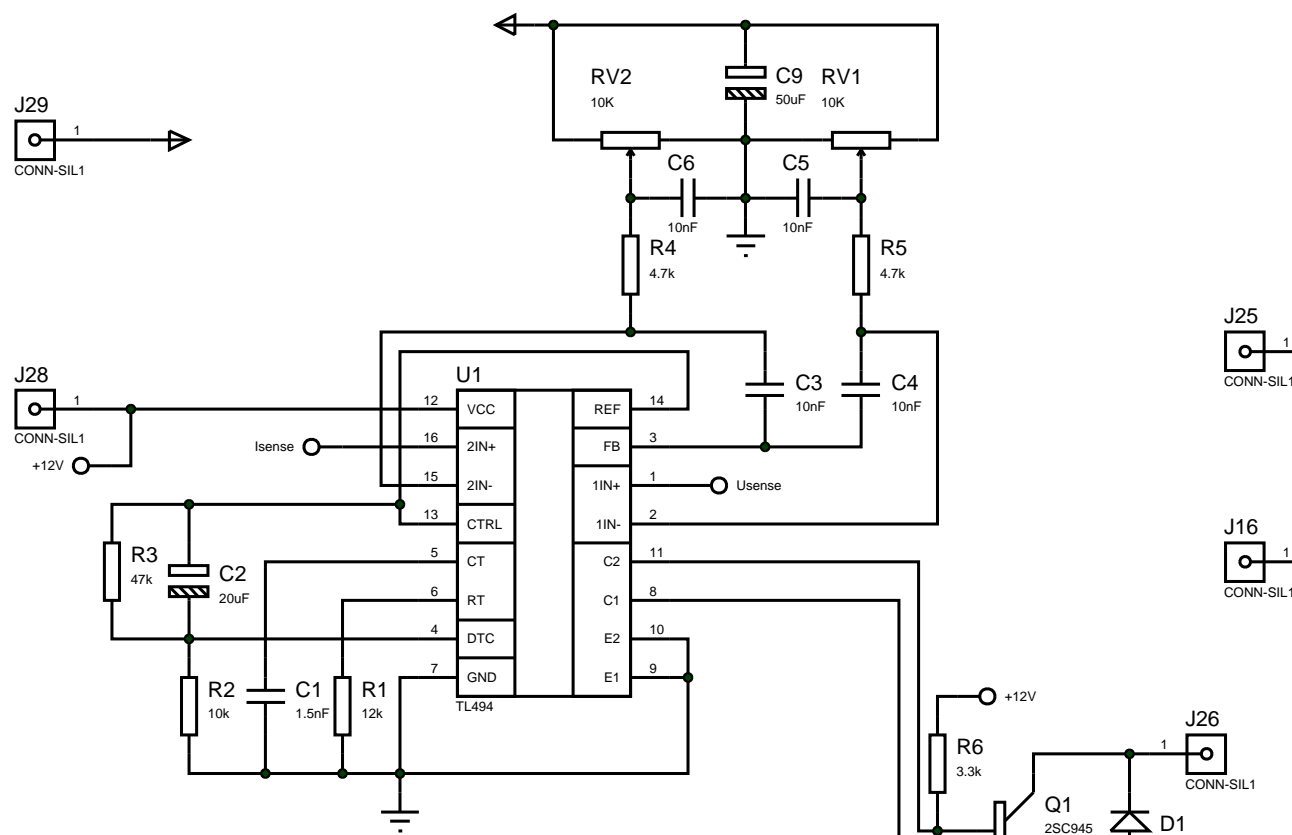 RV2
10K
C9
50uF
RV1
10K
J29
1
CONN-SIL1
C6
10nF
C5
10nF
R4
4.7k
R5
4.7k
J25
1
CONN-SIL1
J28
1
CONN-SIL1
+12V
Isense
U1
C3
10nF
C4
10nF
12 VCC REF 14
16 2IN+ FB 3
15 2IN- 1IN+ 1
13 CTRL 1IN- 2
5 CT C2 11
6 RT C1 8
4 DTC E2 10
7 GND E1 9
TL494
Usense
J16
1
CONN-SIL1
R3
47k
C2
20uF
R2
10k
C1
1.5nF
R1
12k
+12V
R6
3.3k
J26
1
CONN-SIL1
Q1
2SC945
D1